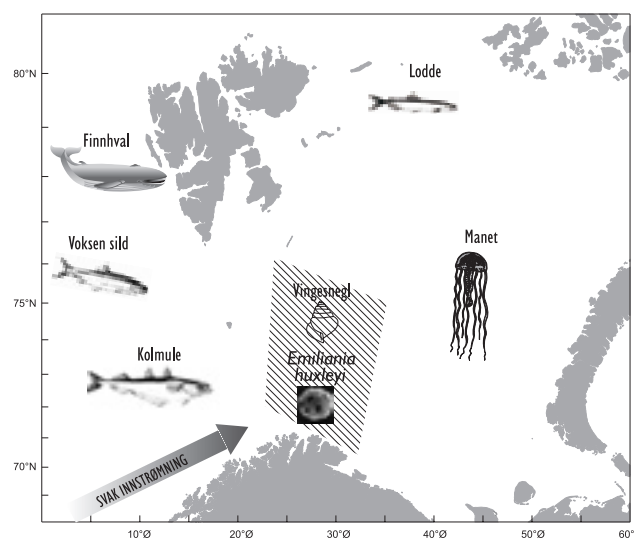 80°N
Lodde
Finnhval
Voksen sild
Manet
75°N
Vingesnegl
Kolmule
Emiliania
huxleyi
SVAK INNSTRØMNING
70°N
10°Ø
20°Ø
30°Ø
40°Ø
50°Ø
60°